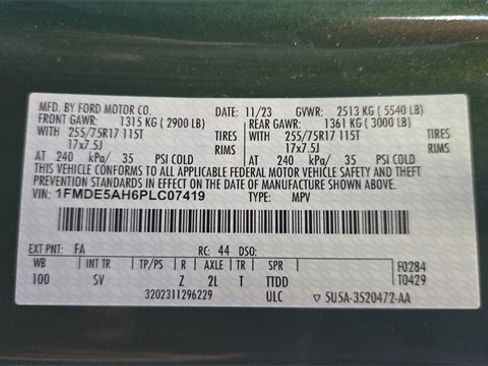 MFD. BY FORD MOTOR CO. DATE: 11/23 GVWR: 2513 KG ( 5540 LB)
FRONT GAWR: 1315 KG ( 2900 LB) REAR GAWR: 1361 KG ( 3000 LB)
WITH 255/75R17 115T TIRES WITH 255/75R17 115T TIRES
17x7.5J RIMS 17x7.5J RIMS
AT 240 kPa/ 35 PSI COLD AT 240 kPa/ 35 PSI COLD
THIS VEHICLE CONFORMS TO ALL APPLICABLE FEDERAL MOTOR VEHICLE SAFETY AND THEFT
PREVENTION STANDARDS IN EFFECT ON THE DATE OF MANUFACTURE SHOWN ABOVE.
VIN: 1FMDE5AH6PLC07419 TYPE: MPV
EXT PNT: FA RC: 44 DSO:
WB INT TR TP/PS R AXLE TR SPR F0284
100 SV Z 2L T TTDD T0429
3202311296229 ULC ▽ 5U5A-3520472-AA